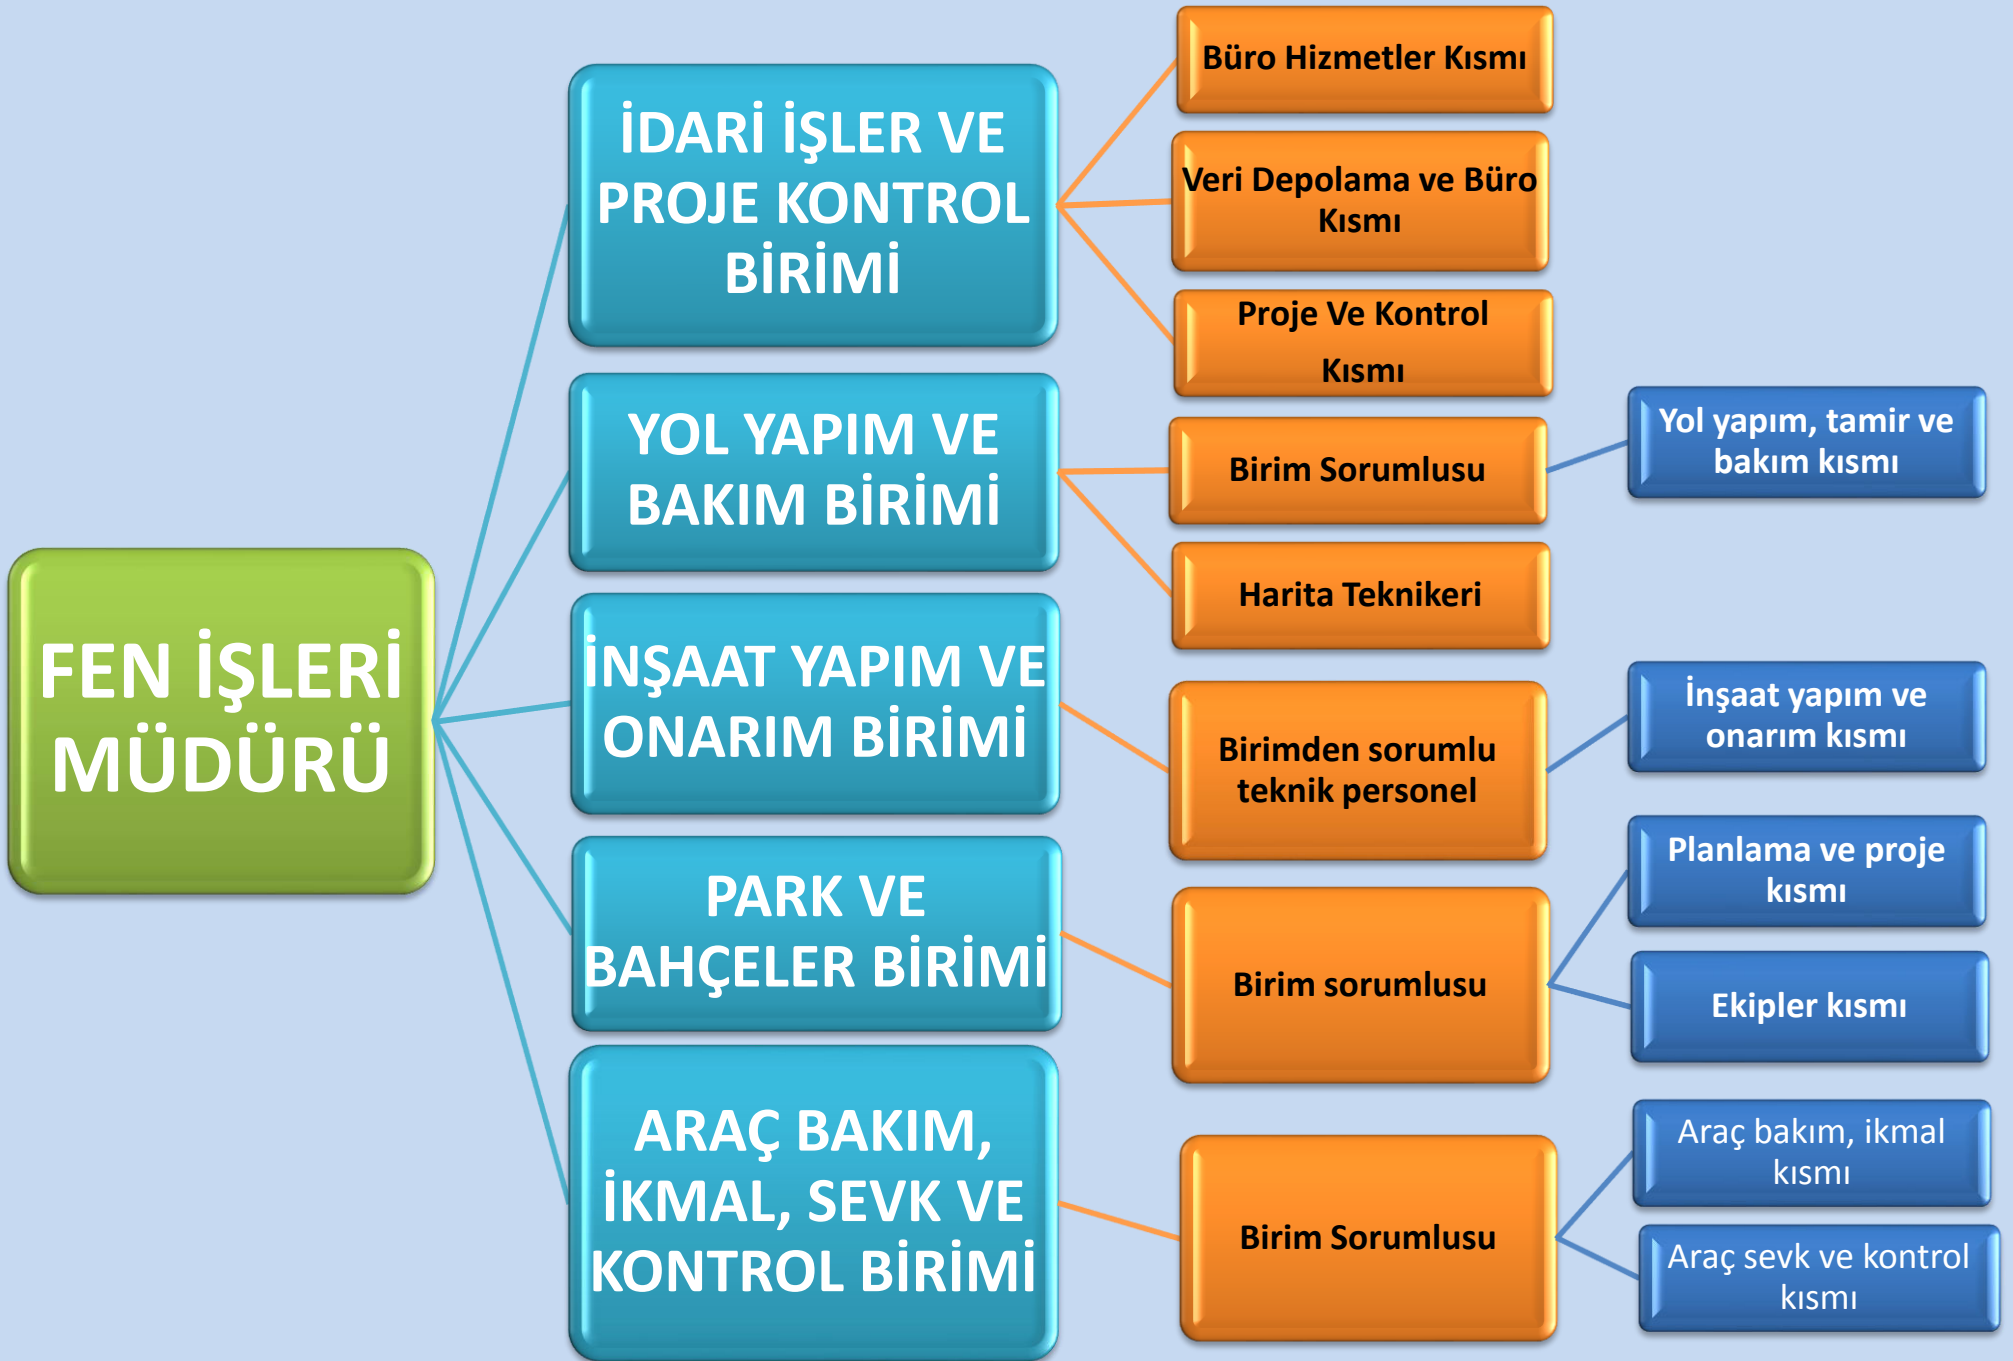 FEN İŞLERİ
MÜDÜRÜ
İDARİ İŞLER VE
PROJE KONTROL
BİRİMİ
Büro Hizmetler Kısmı
Veri Depolama ve Büro
Kısmı
Proje Ve Kontrol
Kısmı
YOL YAPIM VE
BAKIM BİRİMİ
Birim Sorumlusu
Yol yapım, tamir ve
bakım kısmı
Harita Teknikeri
İNŞAAT YAPIM VE
ONARIM BİRİMİ
Birimden sorumlu
teknik personel
İnşaat yapım ve
onarım kısmı
PARK VE
BAHÇELER BİRİMİ
Birim sorumlusu
Planlama ve proje
kısmı
Ekipler kısmı
ARAÇ BAKIM,
İKMAL, SEVK VE
KONTROL BİRİMİ
Birim Sorumlusu
Araç bakım, ikmal
kısmı
Araç sevk ve kontrol
kısmı